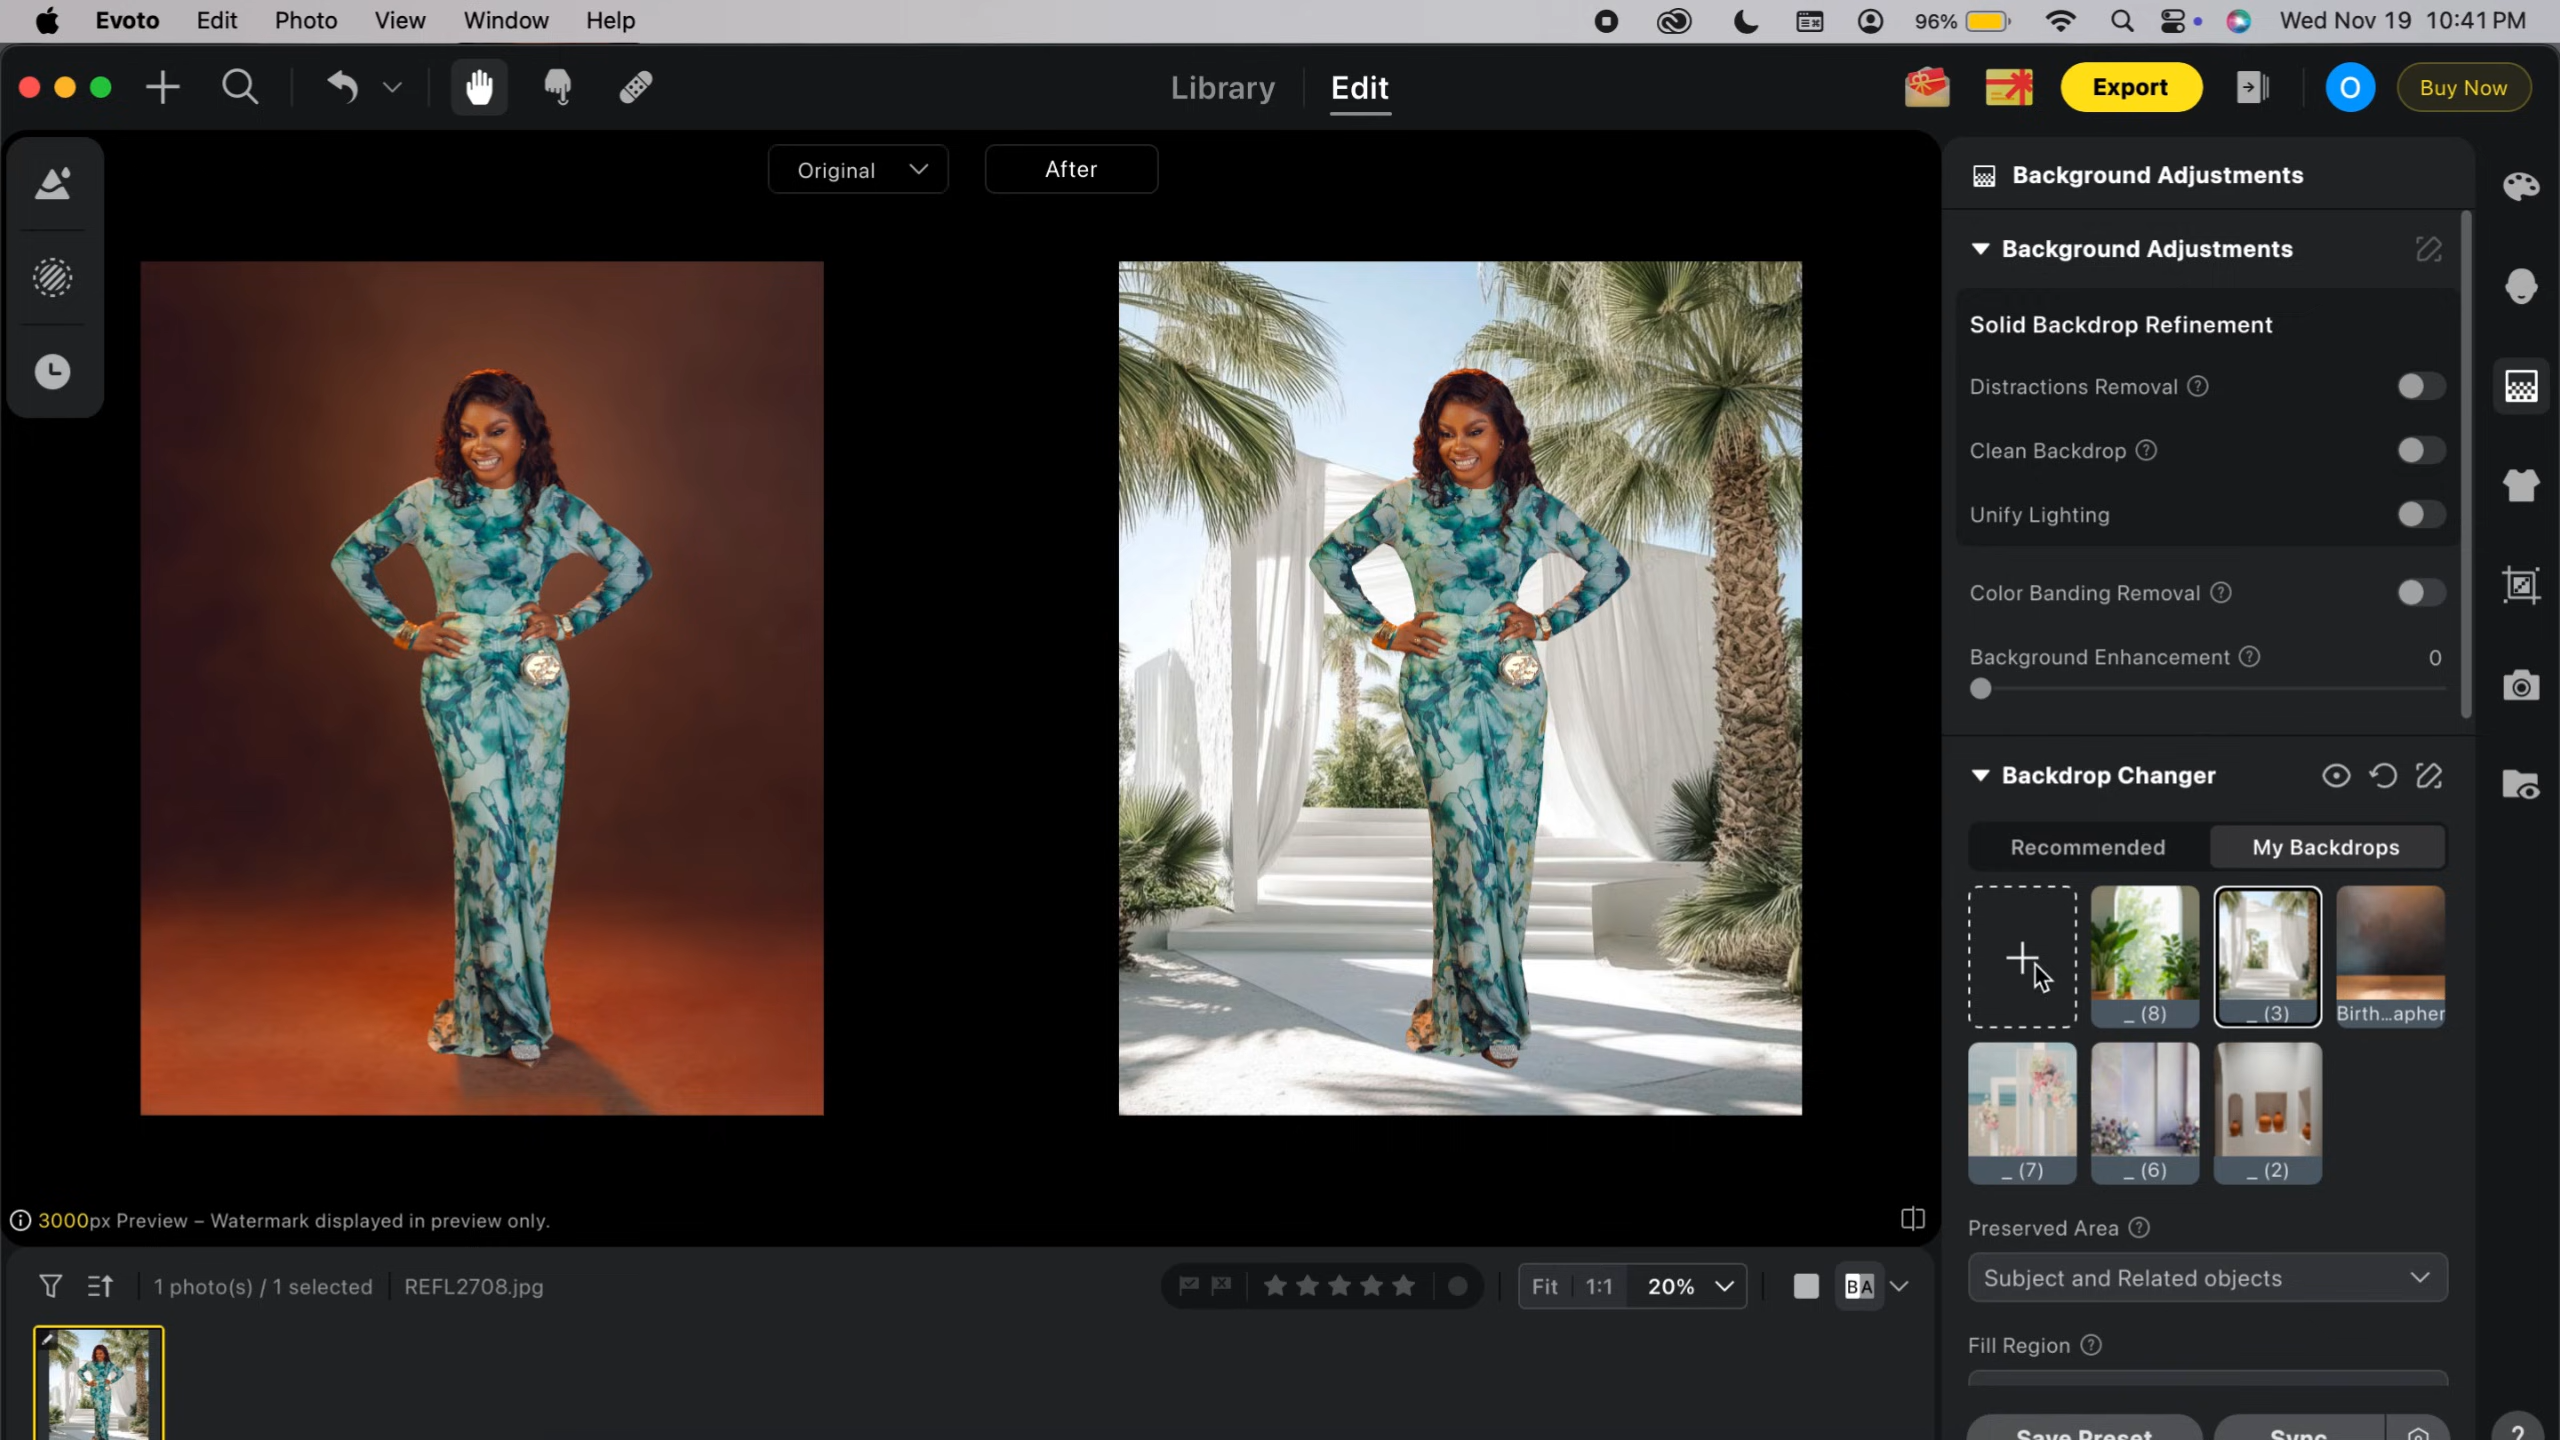 Evoto Edit Photo View Window Help 96% Wed Nov 19 10:41 PM
Library Edit Export O Buy Now
Original After
Background Adjustments
Background Adjustments
Solid Backdrop Refinement
Distractions Removal ?
Clean Backdrop ?
Unify Lighting
Color Banding Removal ?
Background Enhancement ? 0
Backdrop Changer
Recommended My Backdrops
_ (8) _ (3) Birth...apher
_ (7) _ (6) _ (2)
Preserved Area ?
Subject and Related objects
Fill Region ?
Save Preset Sync ?
3000px Preview – Watermark displayed in preview only.
1 photo(s) / 1 selected REFL2708.jpg
Fit 1:1 20% BA